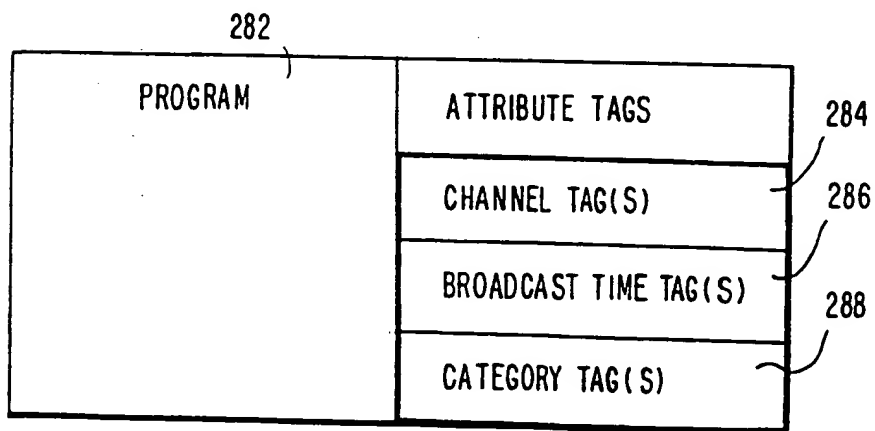 282
PROGRAM
ATTRIBUTE TAGS
284
CHANNEL TAG(S)
286
BROADCAST TIME TAG(S)
288
CATEGORY TAG(S)